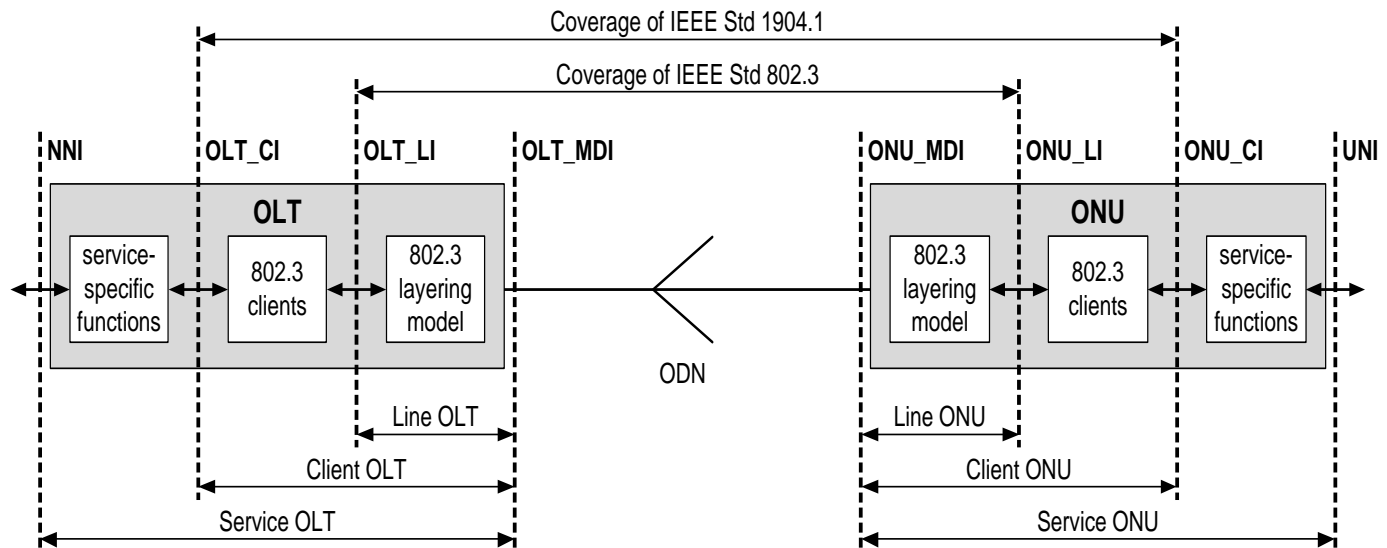 Coverage of IEEE Std 1904.1
Coverage of IEEE Std 802.3
NNI
OLT_CI
OLT_LI
OLT_MDI
ONU_MDI
ONU_LI
ONU_CI
UNI
OLT
service-
specific
functions
802.3
clients
802.3
layering
model
ODN
ONU
802.3
layering
model
802.3
clients
service-
specific
functions
Line OLT
Line ONU
Client OLT
Client ONU
Service OLT
Service ONU